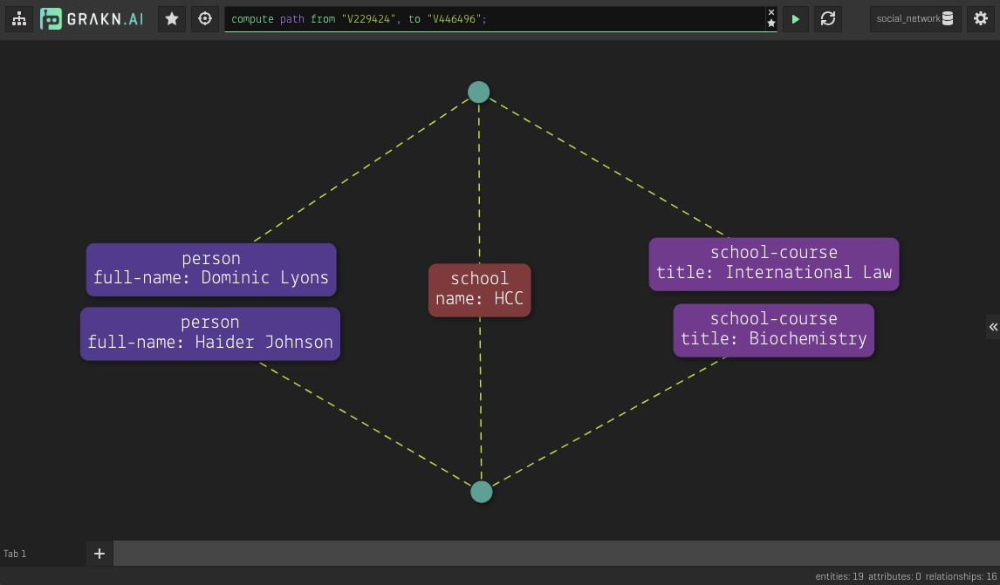 GRAKN.AI
compute path from "V229424", to "V446496";
social_network
person
full-name: Dominic Lyons
person
full-name: Haider Johnson
school
name: HCC
school-course
title: International Law
school-course
title: Biochemistry
Tab 1
entities: 19 attributes: 0 relationships: 16